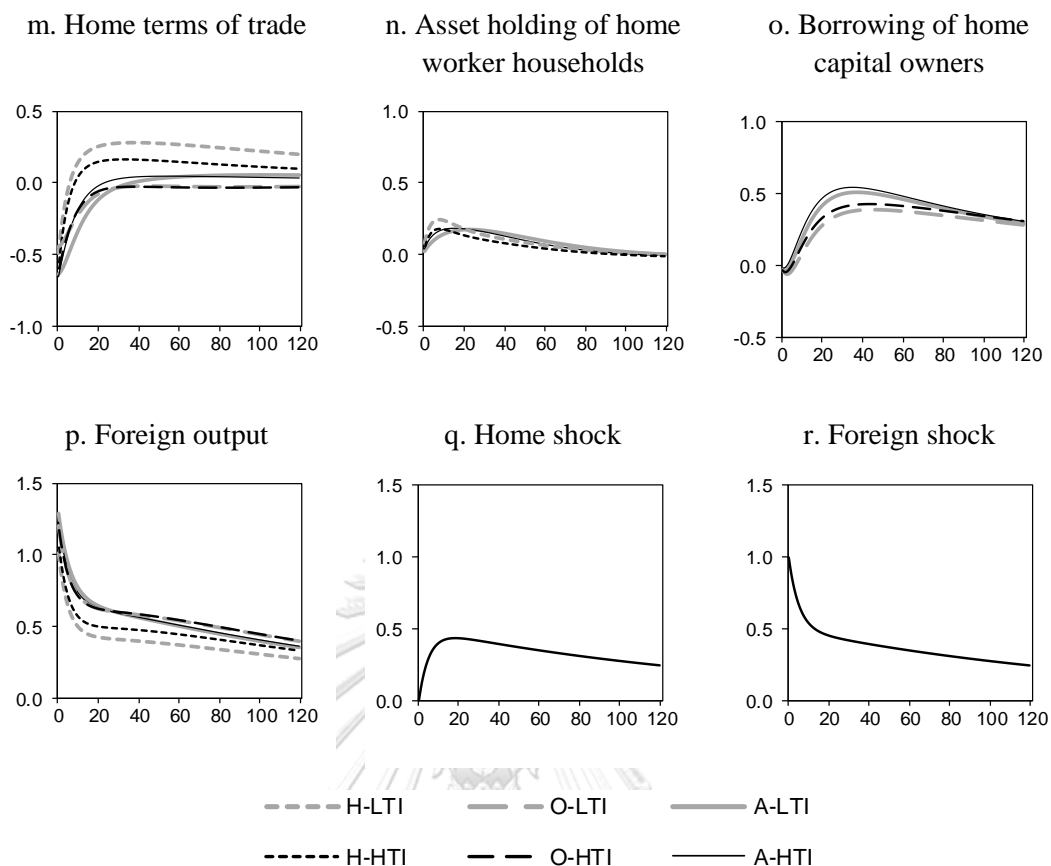 m. Home terms of trade
n. Asset holding of home
worker households
o. Borrowing of home
capital owners
0.5
0.0
-0.5
-1.0
0 20 40 60 80 100 120
1.0
0.5
0.0
-0.5
0 20 40 60 80 100 120
1.0
0.5
0.0
-0.5
0 20 40 60 80 100 120
p. Foreign output
q. Home shock
r. Foreign shock
1.5
1.0
0.5
0.0
0 20 40 60 80 100 120
1.5
1.0
0.5
0.0
0 20 40 60 80 100 120
1.5
1.0
0.5
0.0
0 20 40 60 80 100 120
H-LTI
O-LTI
A-LTI
H-HTI
O-HTI
A-HTI